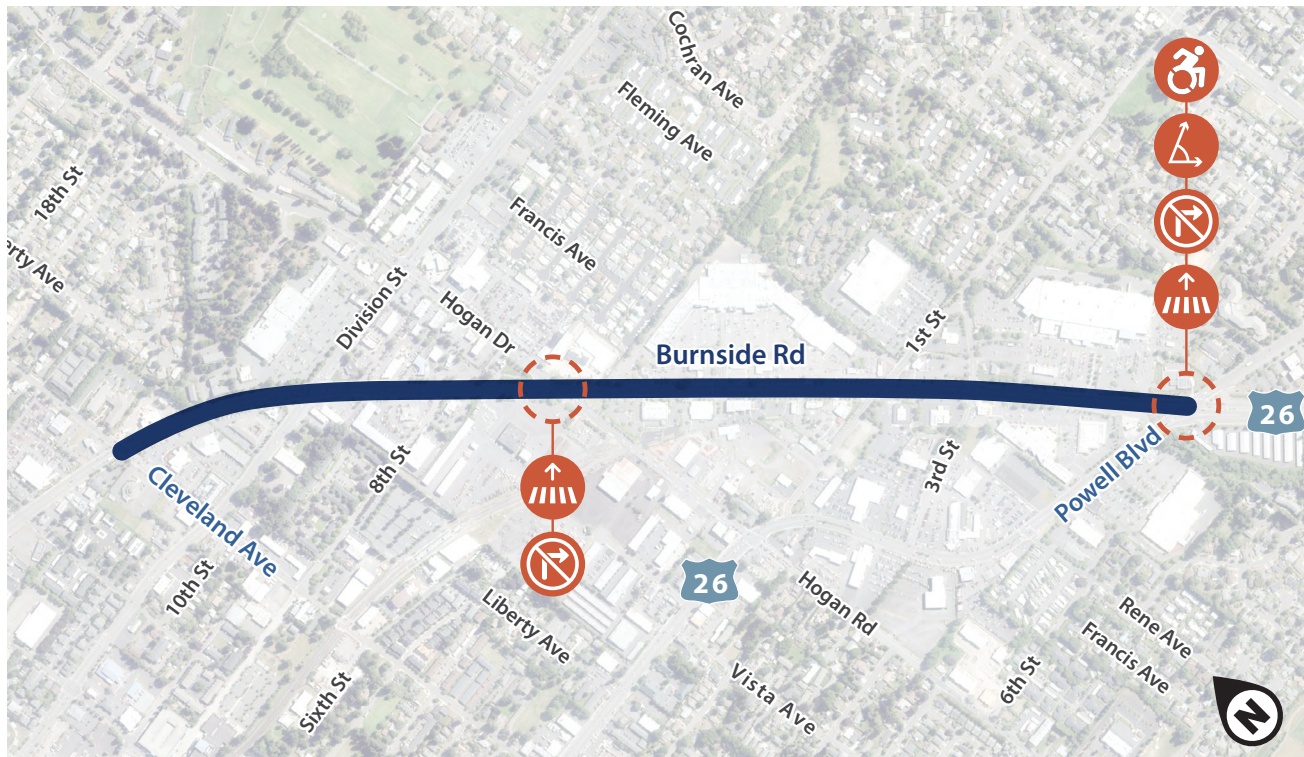 Cochran Ave
Fleming Ave
18th St
erty Ave
Francis Ave
Division St
Hogan Dr
Burnside Rd
1st St
26
Cleveland Ave
8th St
3rd St
Powell Blvd
10th St
26
Liberty Ave
Hogan Rd
Rene Ave
Francis Ave
Sixth St
Vista Ave
6th St
N